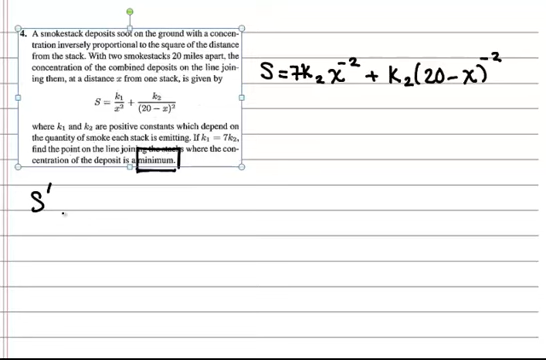 4. A smokestack deposits soot on the ground with a concen-
tration inversely proportional to the square of the distance
from the stack. With two smokestacks 20 miles apart, the
concentration of the combined deposits on the line join-
ing them, at a distance x from one stack, is given by
S = k₁/x² + k₂/(20 − x)²
where k₁ and k₂ are positive constants which depend on
the quantity of smoke each stack is emitting. If k₁ = 7k₂,
find the point on the line joining the stacks where the con-
centration of the deposit is a minimum.
S = 7k₂x⁻² + k₂(20 − x)⁻²
S'